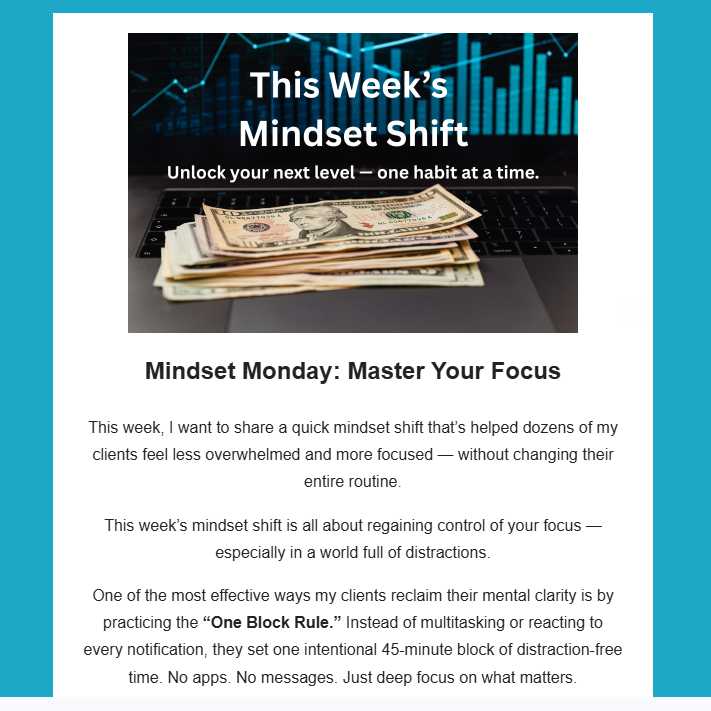 This Week’s
Mindset Shift
Unlock your next level — one habit at a time.
Mindset Monday: Master Your Focus
This week, I want to share a quick mindset shift that’s helped dozens of my
clients feel less overwhelmed and more focused — without changing their
entire routine.
This week’s mindset shift is all about regaining control of your focus —
especially in a world full of distractions.
One of the most effective ways my clients reclaim their mental clarity is by
practicing the “One Block Rule.” Instead of multitasking or reacting to
every notification, they set one intentional 45-minute block of distraction-free
time. No apps. No messages. Just deep focus on what matters.